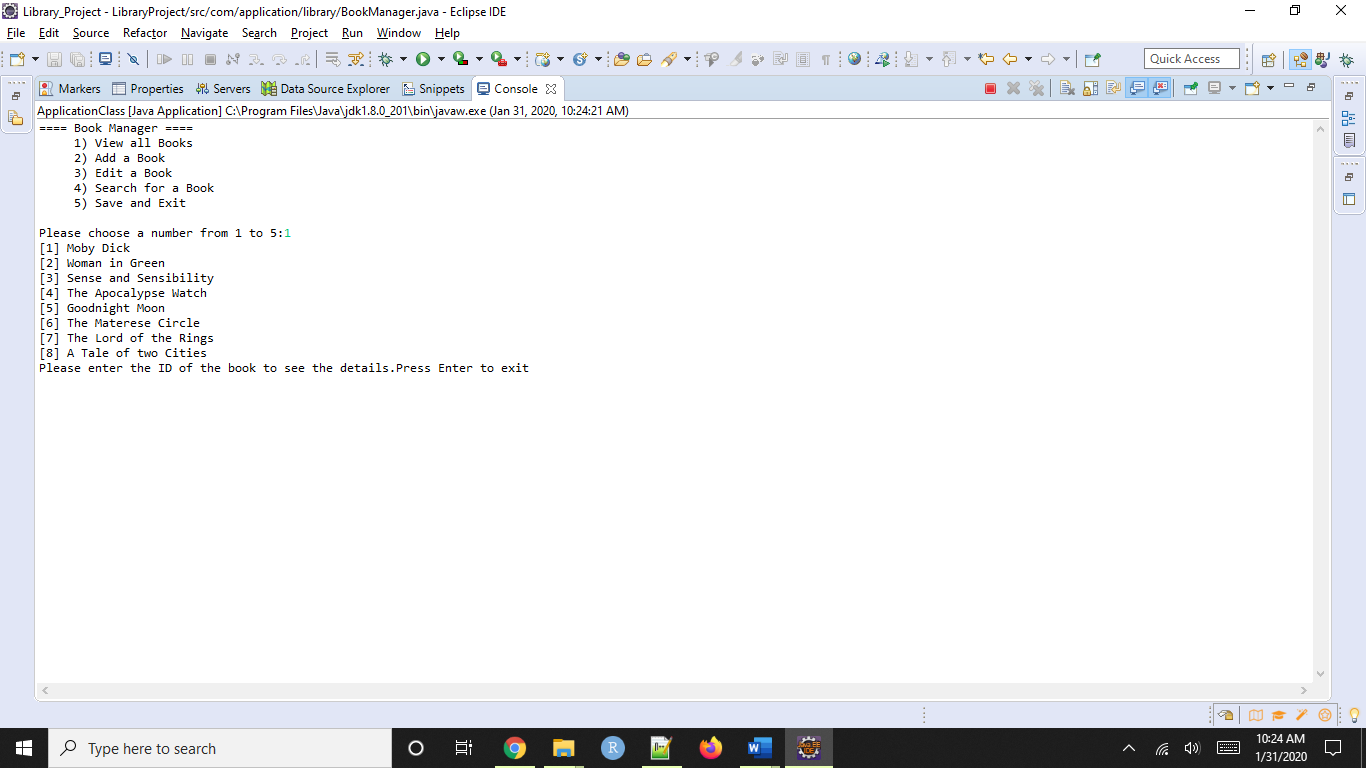 Library_Project - LibraryProject/src/com/application/library/BookManager.java - Eclipse IDE
File Edit Source Refactor Navigate Search Project Run Window Help
Quick Access
Markers Properties Servers Data Source Explorer Snippets Console
ApplicationClass [Java Application] C:\Program Files\Java\jdk1.8.0_201\bin\javaw.exe (Jan 31, 2020, 10:24:21 AM)
==== Book Manager ====
1) View all Books
2) Add a Book
3) Edit a Book
4) Search for a Book
5) Save and Exit
Please choose a number from 1 to 5:1
[1] Moby Dick
[2] Woman in Green
[3] Sense and Sensibility
[4] The Apocalypse Watch
[5] Goodnight Moon
[6] The Materese Circle
[7] The Lord of the Rings
[8] A Tale of two Cities
Please enter the ID of the book to see the details.Press Enter to exit
Type here to search
10:24 AM
1/31/2020